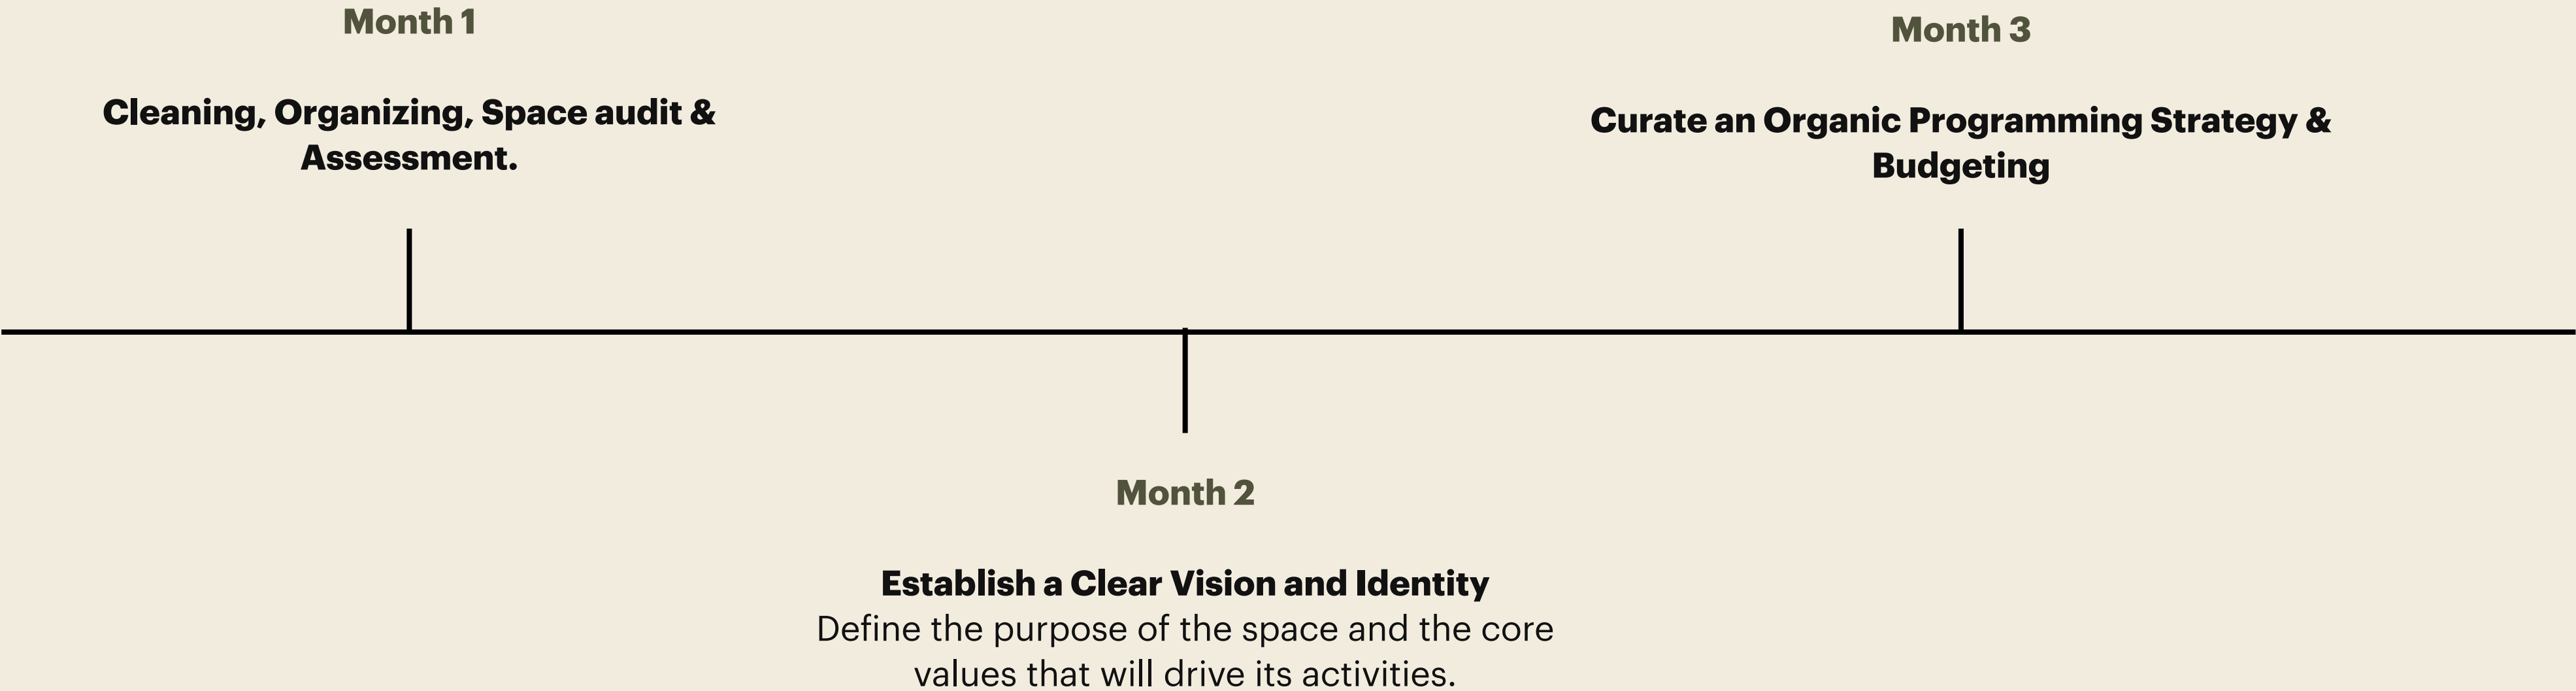 Month 1
Cleaning, Organizing, Space audit &
Assessment.
Month 2
Establish a Clear Vision and Identity
Define the purpose of the space and the core
values that will drive its activities.
Month 3
Curate an Organic Programming Strategy &
Budgeting